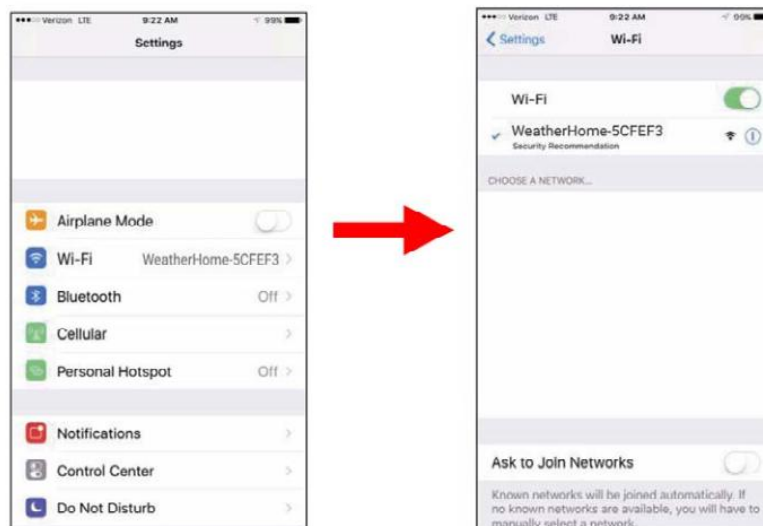 Verizon LTE 9:22 AM 99%
Settings
Airplane Mode
Wi-Fi WeatherHome-5CFEF3
Bluetooth Off
Cellular
Personal Hotspot Off
Notifications
Control Center
Do Not Disturb
Verizon LTE 9:22 AM 99%
Settings Wi-Fi
Wi-Fi
WeatherHome-5CFEF3
Security Recommendation
CHOOSE A NETWORK...
Ask to Join Networks
Known networks will be joined automatically. If
no known networks are available, you will have to
manually select a network.